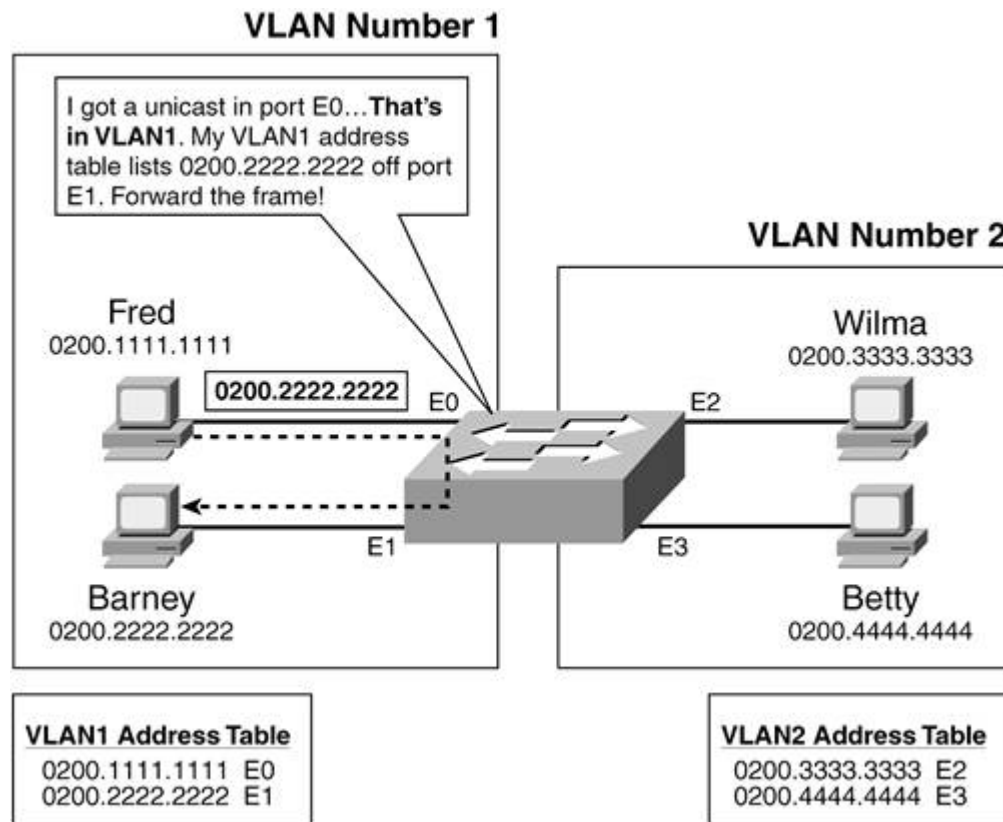 VLAN Number 1
I got a unicast in port E0...That's
in VLAN1. My VLAN1 address
table lists 0200.2222.2222 off port
E1. Forward the frame!
VLAN Number 2
Fred
0200.1111.1111
0200.2222.2222
E0
E2
Wilma
0200.3333.3333
E1
E3
Barney
0200.2222.2222
Betty
0200.4444.4444
VLAN1 Address Table
0200.1111.1111 E0
0200.2222.2222 E1
VLAN2 Address Table
0200.3333.3333 E2
0200.4444.4444 E3